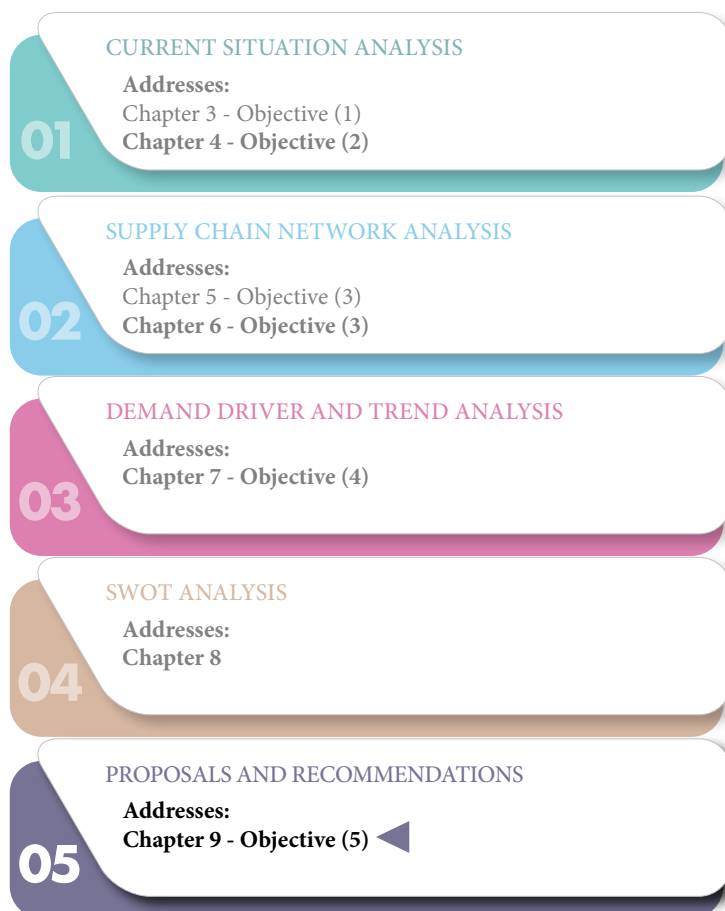 CURRENT SITUATION ANALYSIS
Addresses:
Chapter 3 - Objective (1)
Chapter 4 - Objective (2)
01
SUPPLY CHAIN NETWORK ANALYSIS
Addresses:
Chapter 5 - Objective (3)
Chapter 6 - Objective (3)
02
DEMAND DRIVER AND TREND ANALYSIS
Addresses:
Chapter 7 - Objective (4)
03
SWOT ANALYSIS
Addresses:
Chapter 8
04
PROPOSALS AND RECOMMENDATIONS
Addresses:
Chapter 9 - Objective (5)
05